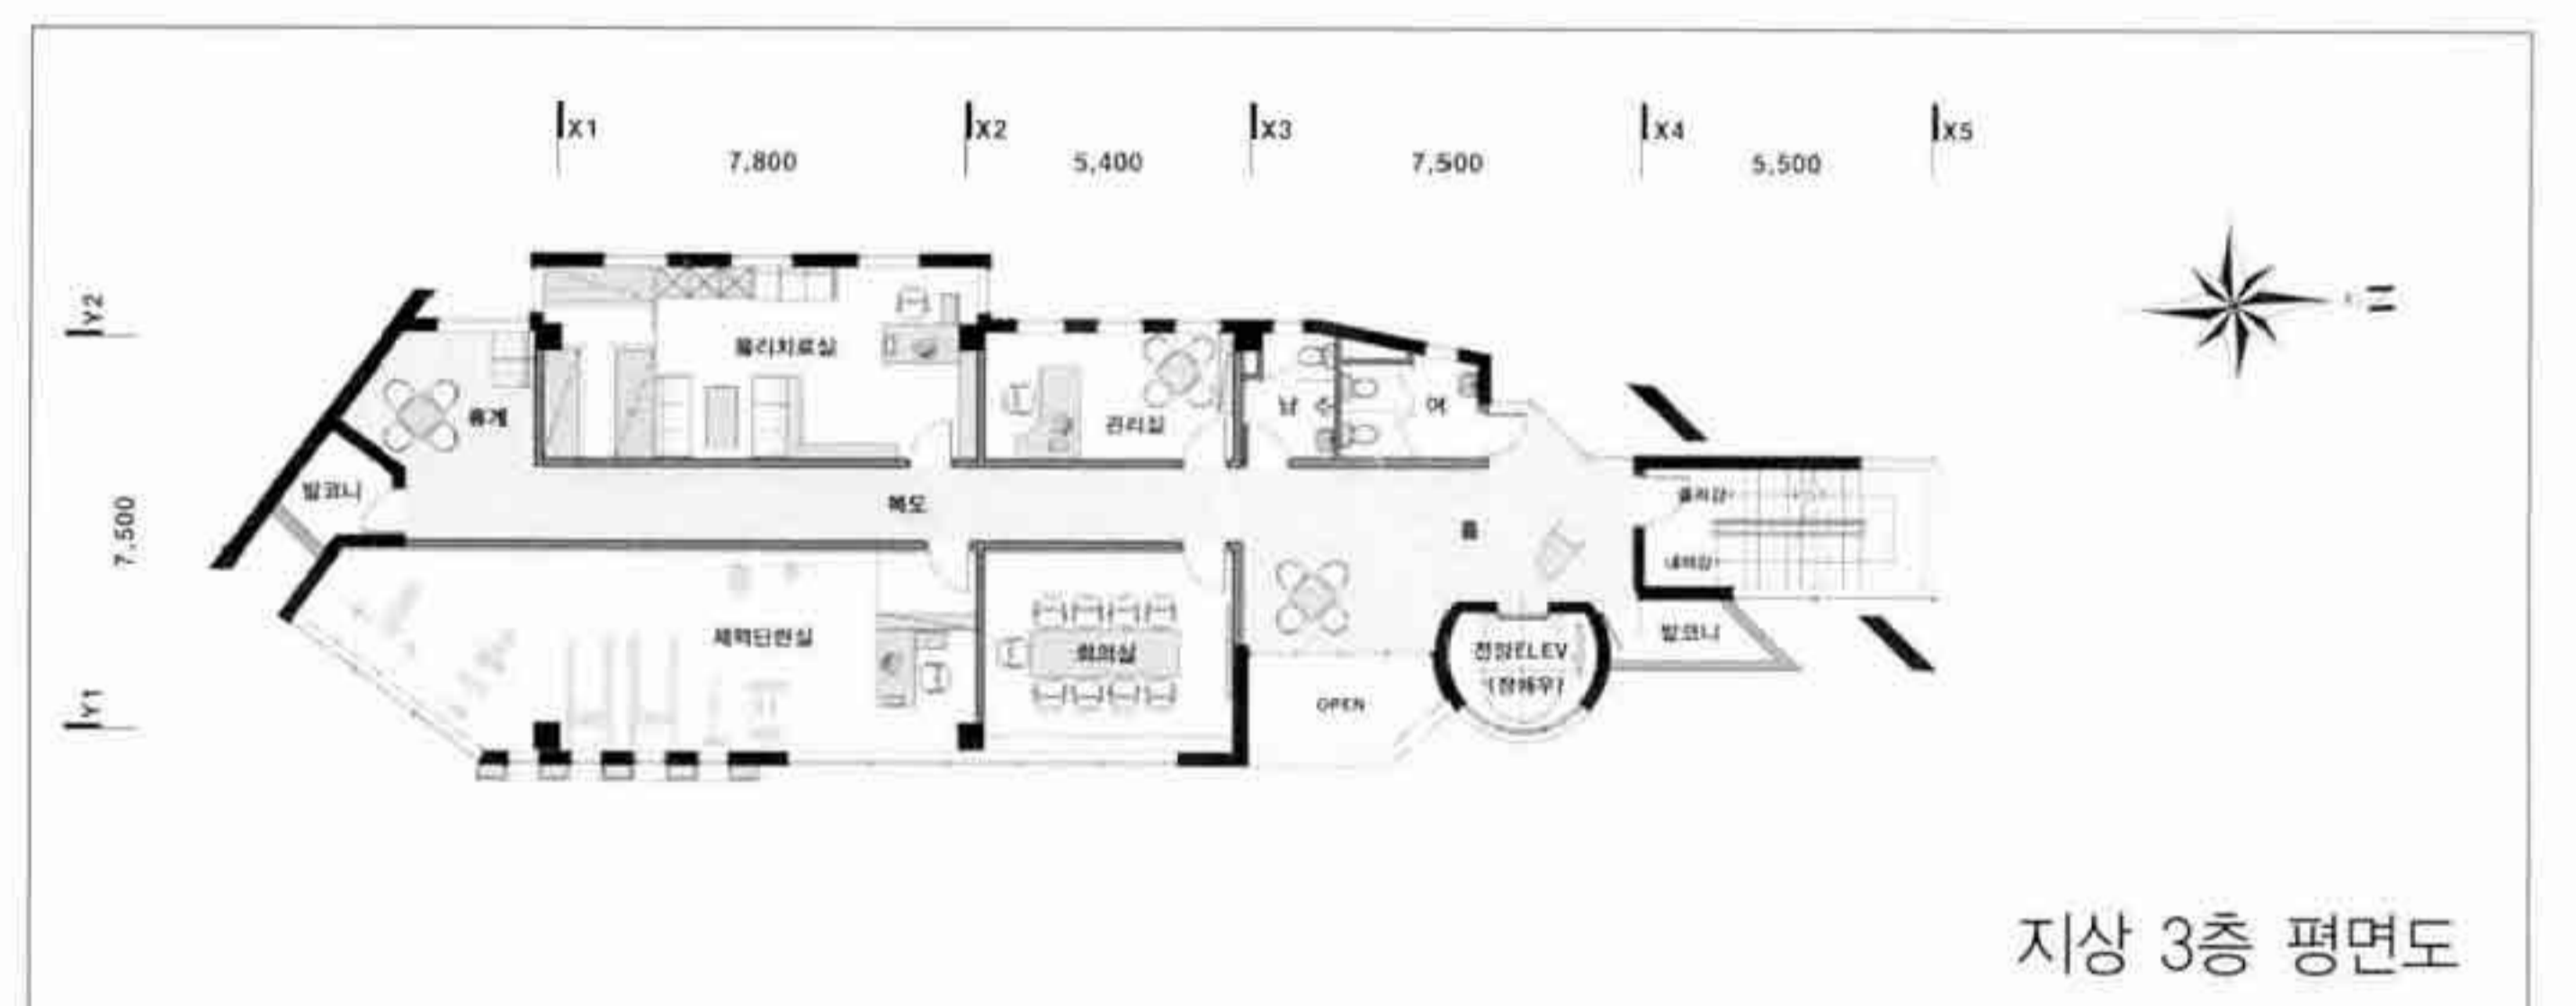 X1
X2
X3
X4
X5
7,800
5,400
7,500
5,500
Y2
물리치료실
휴게
관리실
남
여
발코니
복도
홀
올라감
내려감
7,500
체력단련실
회의실
발코니
전망ELEV
(장애우)
OPEN
Y1
지상 3층 평면도